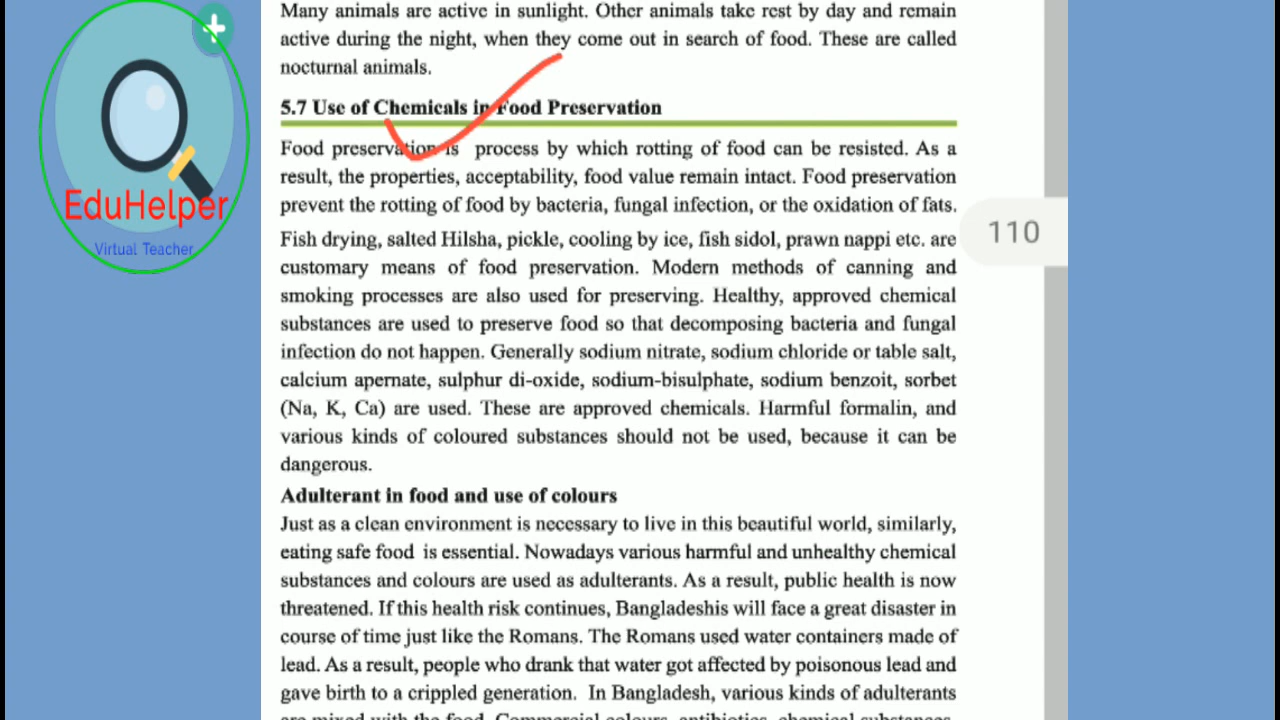 Many animals are active in sunlight. Other animals take rest by day and remain
active during the night, when they come out in search of food. These are called
nocturnal animals.
5.7 Use of Chemicals in Food Preservation
Food preservation is process by which rotting of food can be resisted. As a
result, the properties, acceptability, food value remain intact. Food preservation
prevent the rotting of food by bacteria, fungal infection, or the oxidation of fats.
Fish drying, salted Hilsha, pickle, cooling by ice, fish sidol, prawn nappi etc. are
customary means of food preservation. Modern methods of canning and
smoking processes are also used for preserving. Healthy, approved chemical
substances are used to preserve food so that decomposing bacteria and fungal
infection do not happen. Generally sodium nitrate, sodium chloride or table salt,
calcium apernate, sulphur di-oxide, sodium-bisulphate, sodium benzoit, sorbet
(Na, K, Ca) are used. These are approved chemicals. Harmful formalin, and
various kinds of coloured substances should not be used, because it can be
dangerous.
Adulterant in food and use of colours
Just as a clean environment is necessary to live in this beautiful world, similarly,
eating safe food is essential. Nowadays various harmful and unhealthy chemical
substances and colours are used as adulterants. As a result, public health is now
threatened. If this health risk continues, Bangladeshis will face a great disaster in
course of time just like the Romans. The Romans used water containers made of
lead. As a result, people who drank that water got affected by poisonous lead and
gave birth to a crippled generation. In Bangladesh, various kinds of adulterants
are mixed with the food. Commercial colours, antibiotics, chemical substances,
110
EduHelper
Virtual Teacher